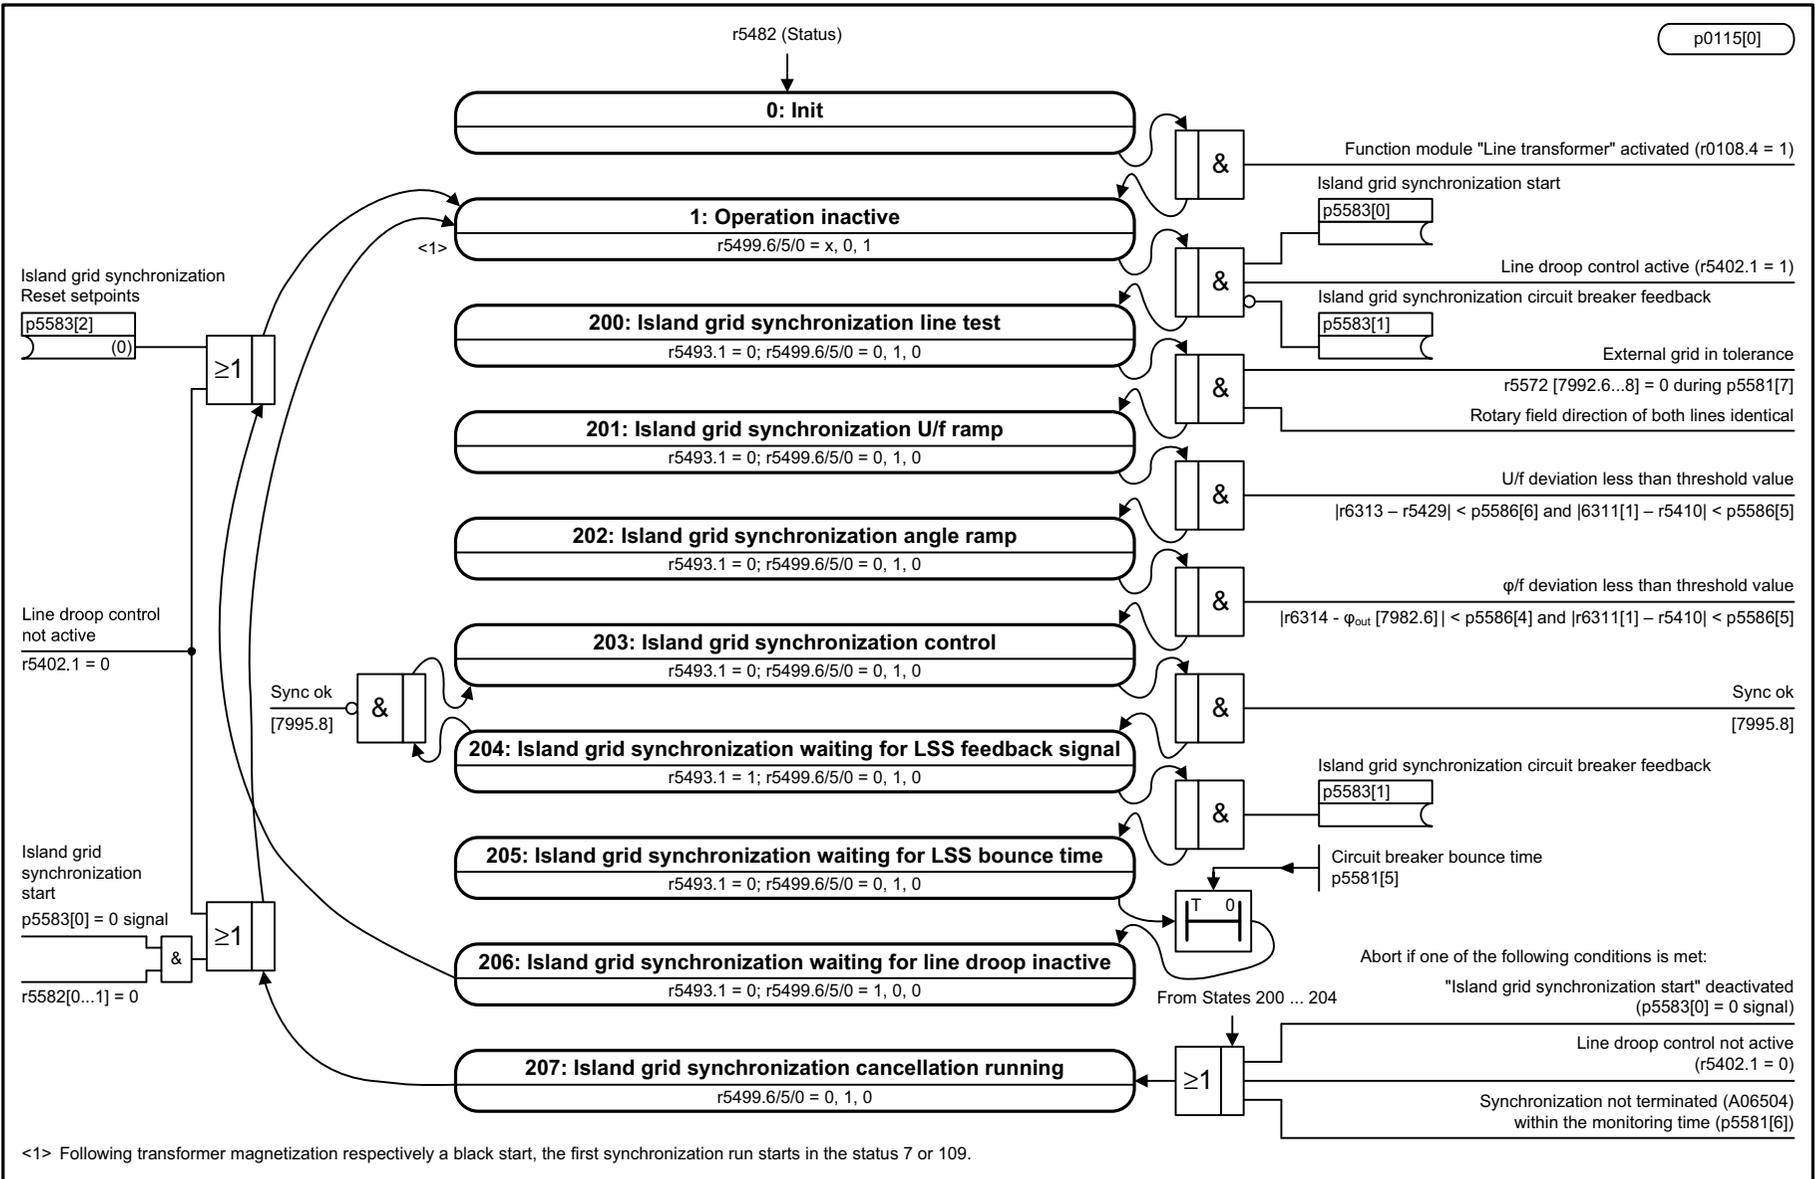 r5482 (Status)
p0115[0]
0: Init
&
Function module "Line transformer" activated (r0108.4 = 1)
Island grid synchronization start
p5583[0]
1: Operation inactive
r5499.6/5/0 = x, 0, 1
<1>
&
Line droop control active (r5402.1 = 1)
Island grid synchronization circuit breaker feedback
p5583[1]
Island grid synchronization
Reset setpoints
p5583[2]
(0)
≥1
200: Island grid synchronization line test
r5493.1 = 0; r5499.6/5/0 = 0, 1, 0
&
External grid in tolerance
r5572 [7992.6...8] = 0 during p5581[7]
Rotary field direction of both lines identical
201: Island grid synchronization U/f ramp
r5493.1 = 0; r5499.6/5/0 = 0, 1, 0
&
U/f deviation less than threshold value
|r6313 – r5429| < p5586[6] and |6311[1] – r5410| < p5586[5]
202: Island grid synchronization angle ramp
r5493.1 = 0; r5499.6/5/0 = 0, 1, 0
&
φ/f deviation less than threshold value
|r6314 - φout [7982.6]| < p5586[4] and |r6311[1] – r5410| < p5586[5]
Line droop control
not active
r5402.1 = 0
203: Island grid synchronization control
r5493.1 = 0; r5499.6/5/0 = 0, 1, 0
Sync ok
[7995.8]
&
&
Sync ok
[7995.8]
204: Island grid synchronization waiting for LSS feedback signal
r5493.1 = 1; r5499.6/5/0 = 0, 1, 0
&
Island grid synchronization circuit breaker feedback
p5583[1]
205: Island grid synchronization waiting for LSS bounce time
r5493.1 = 0; r5499.6/5/0 = 0, 1, 0
Circuit breaker bounce time
p5581[5]
T 0
Island grid
synchronization
start
p5583[0] = 0 signal
&
≥1
r5582[0...1] = 0
206: Island grid synchronization waiting for line droop inactive
r5493.1 = 0; r5499.6/5/0 = 1, 0, 0
Abort if one of the following conditions is met:
"Island grid synchronization start" deactivated
(p5583[0] = 0 signal)
From States 200 ... 204
Line droop control not active
(r5402.1 = 0)
≥1
207: Island grid synchronization cancellation running
r5499.6/5/0 = 0, 1, 0
Synchronization not terminated (A06504)
within the monitoring time (p5581[6])
<1> Following transformer magnetization respectively a black start, the first synchronization run starts in the status 7 or 109.